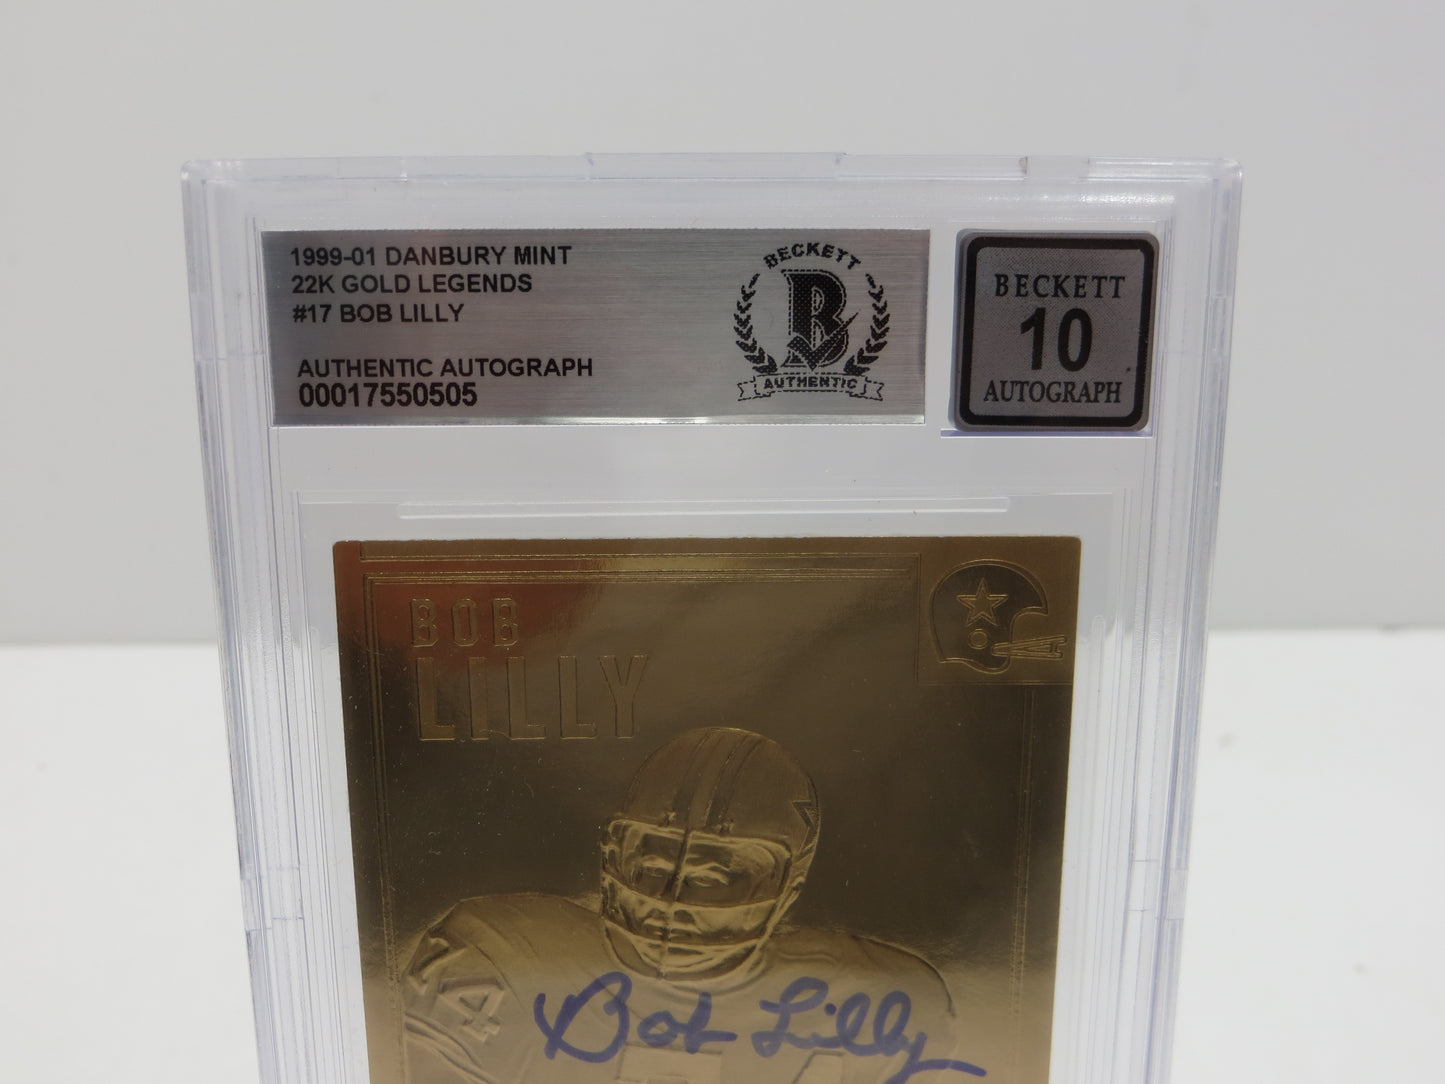 1999-01 DANBURY MINT
22K GOLD LEGENDS
#17 BOB LILLY
AUTHENTIC AUTOGRAPH
00017550505
BECKETT
B
AUTHENTIC
BECKETT
10
AUTOGRAPH
BOB
LILLY
74
Bob Lilly
74